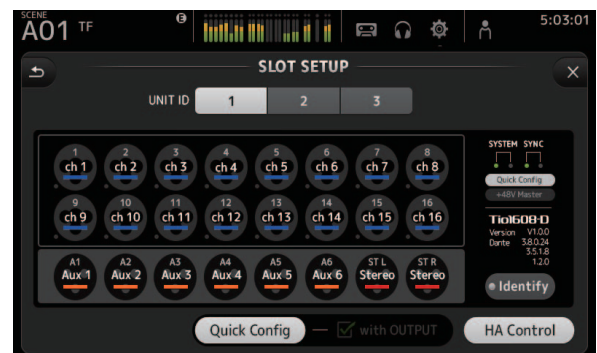 SCENE
A01 TF
E
5:03:01
SLOT SETUP
UNIT ID 1 2 3
1 2 3 4 5 6 7 8
ch 1 ch 2 ch 3 ch 4 ch 5 ch 6 ch 7 ch 8
9 10 11 12 13 14 15 16
ch 9 ch 10 ch 11 ch 12 ch 13 ch 14 ch 15 ch 16
A1 A2 A3 A4 A5 A6 ST L ST R
Aux 1 Aux 2 Aux 3 Aux 4 Aux 5 Aux 6 Stereo Stereo
SYSTEM SYNC
Quick Config
+48V Master
Tio1608-D
Version V1.0.0
Dante 3.8.0.24
3.5.1.8
1.2.0
Identify
Quick Config with OUTPUT HA Control